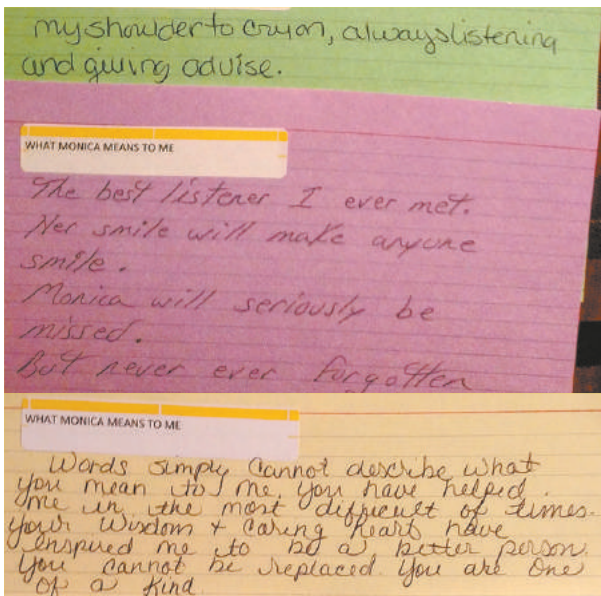 my showlder to cry on, always listening
and giving advise.
WHAT MONICA MEANS TO ME
The best listener I ever met.
Her smile will make anyone
smile.
Monica will seriously be
missed.
But never ever forgotten
WHAT MONICA MEANS TO ME
Words simply cannot describe what
you mean to me. you have helped
me in the most difficult of times.
your wisdom + caring heart have
inspired me to be a better person.
You cannot be replaced. You are one
of a kind